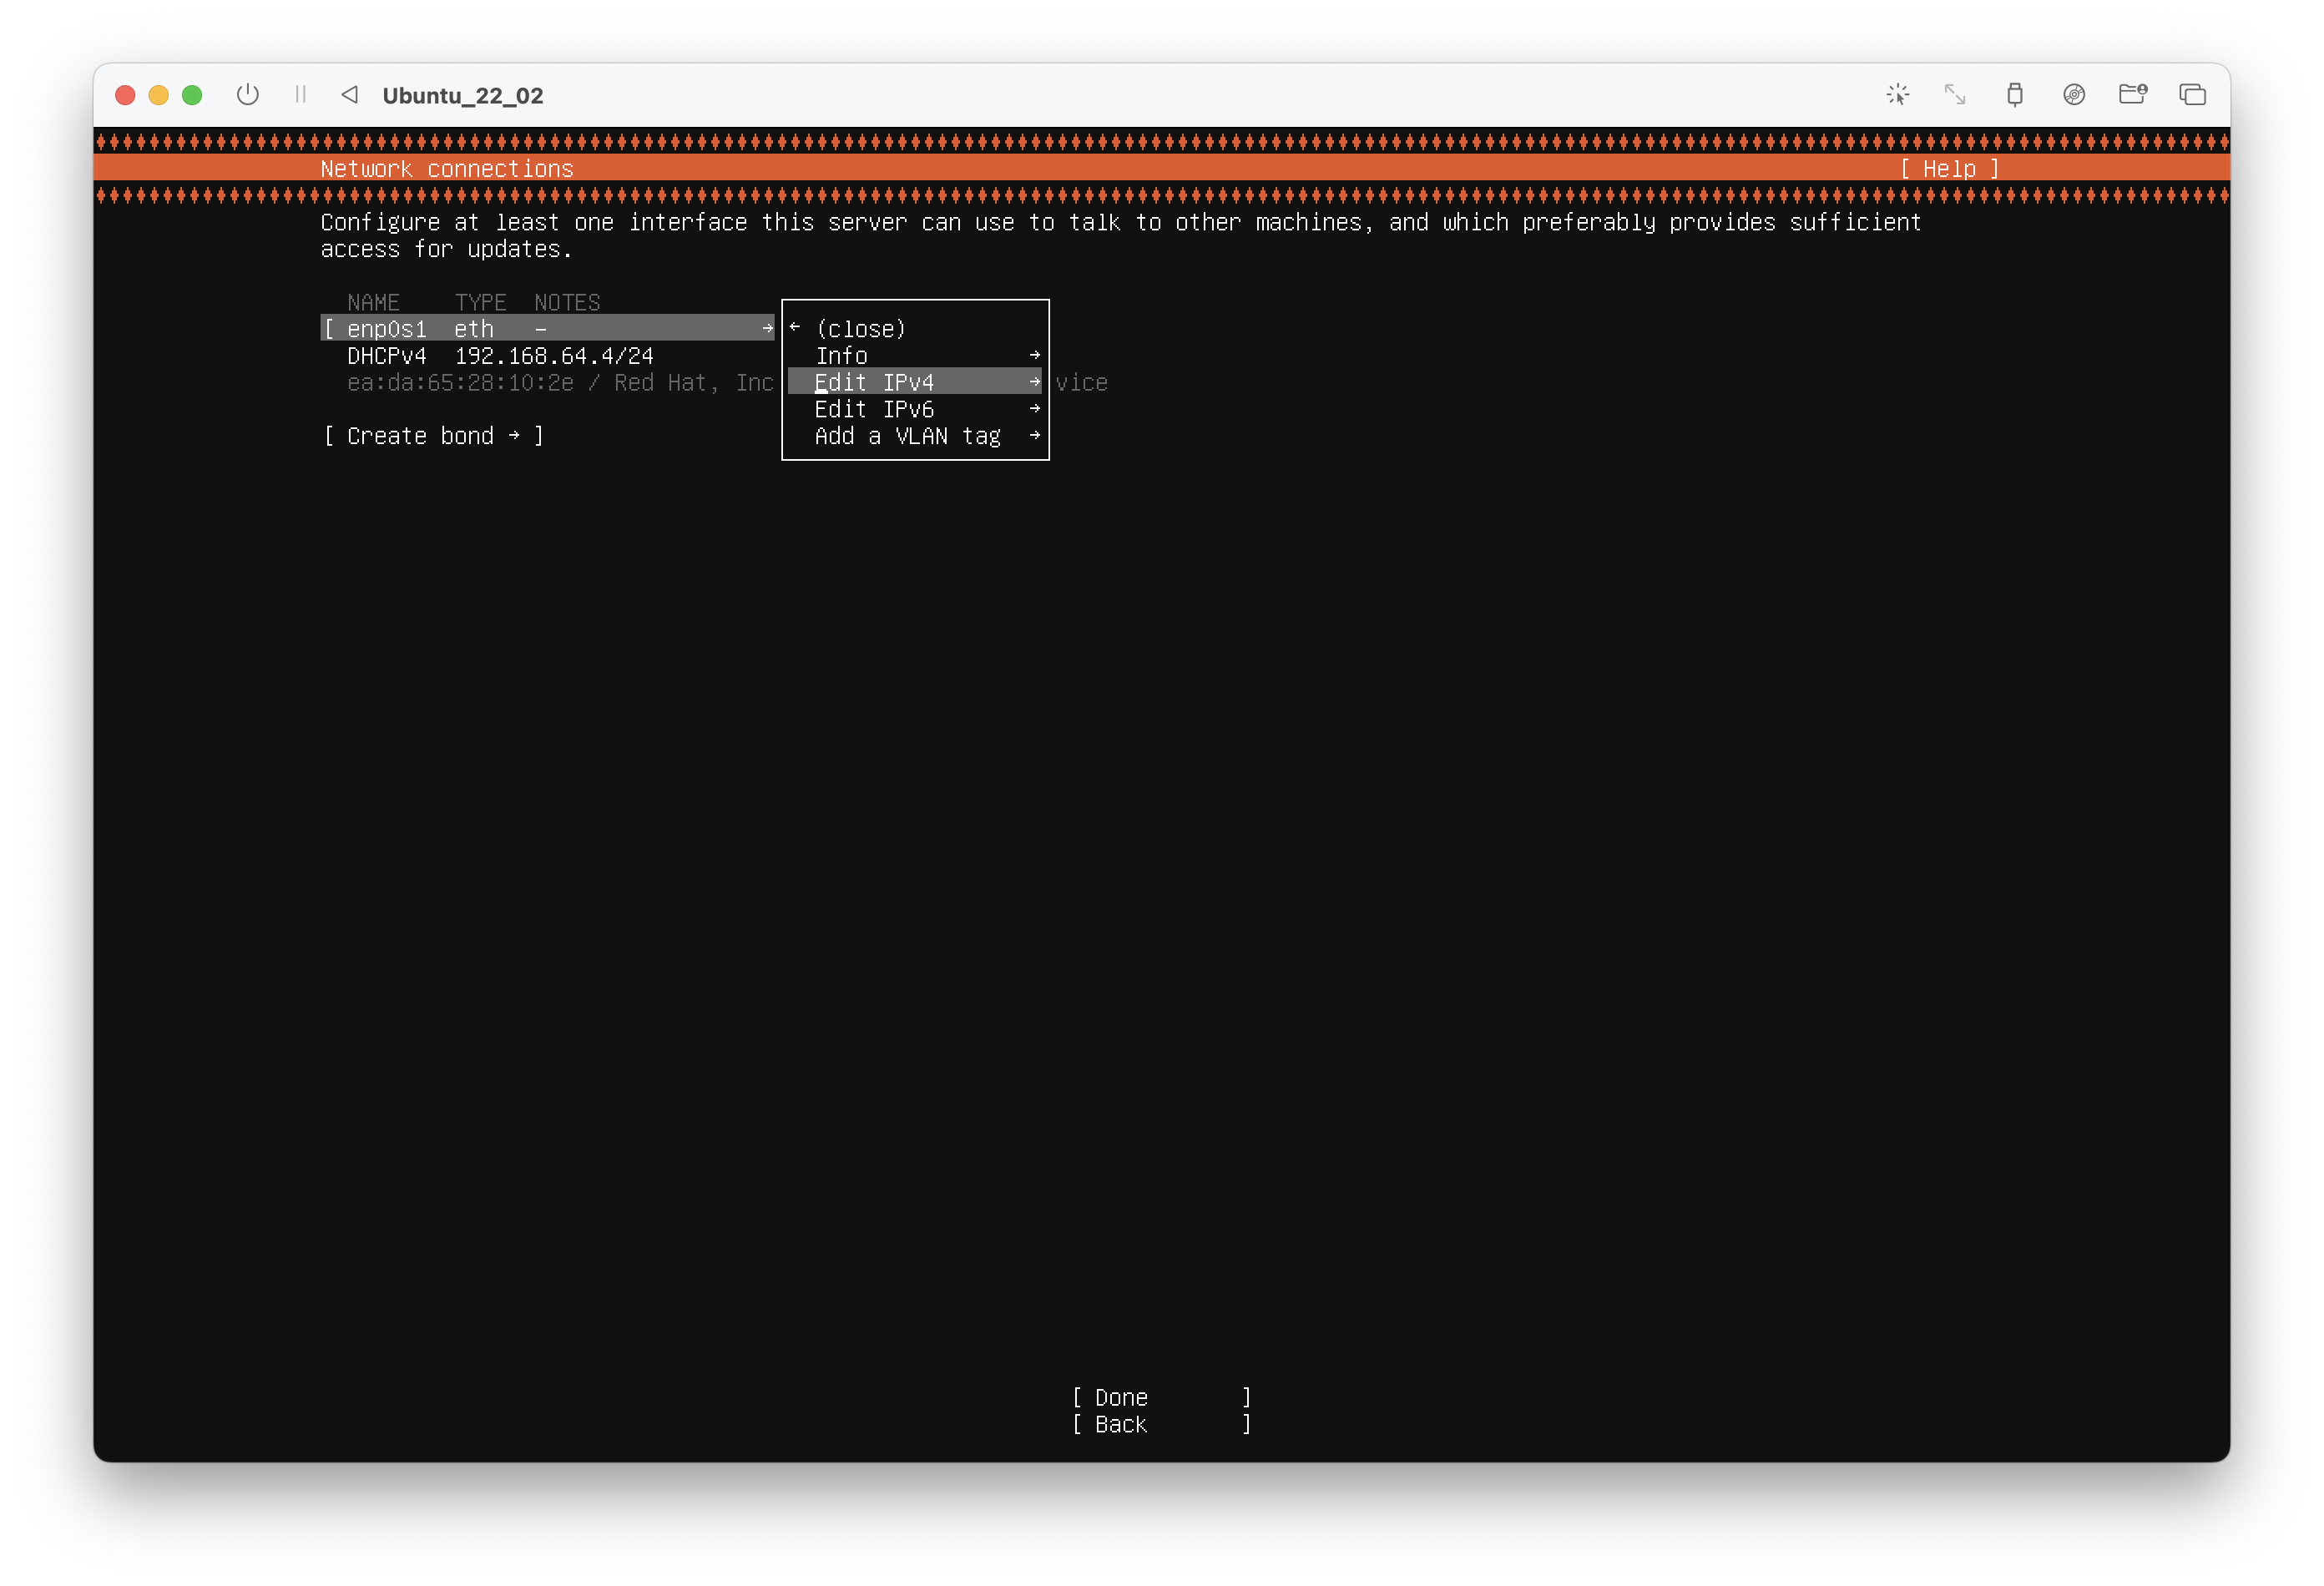 Ubuntu_22_02
Network connections [ Help ]
Configure at least one interface this server can use to talk to other machines, and which preferably provides sufficient
access for updates.
NAME TYPE NOTES
[ enp0s1 eth - →
DHCPv4 192.168.64.4/24
ea:da:65:28:10:2e / Red Hat, Inc vice
[ Create bond → ]
← (close)
Info →
Edit IPv4 →
Edit IPv6 →
Add a VLAN tag →
[ Done ]
[ Back ]